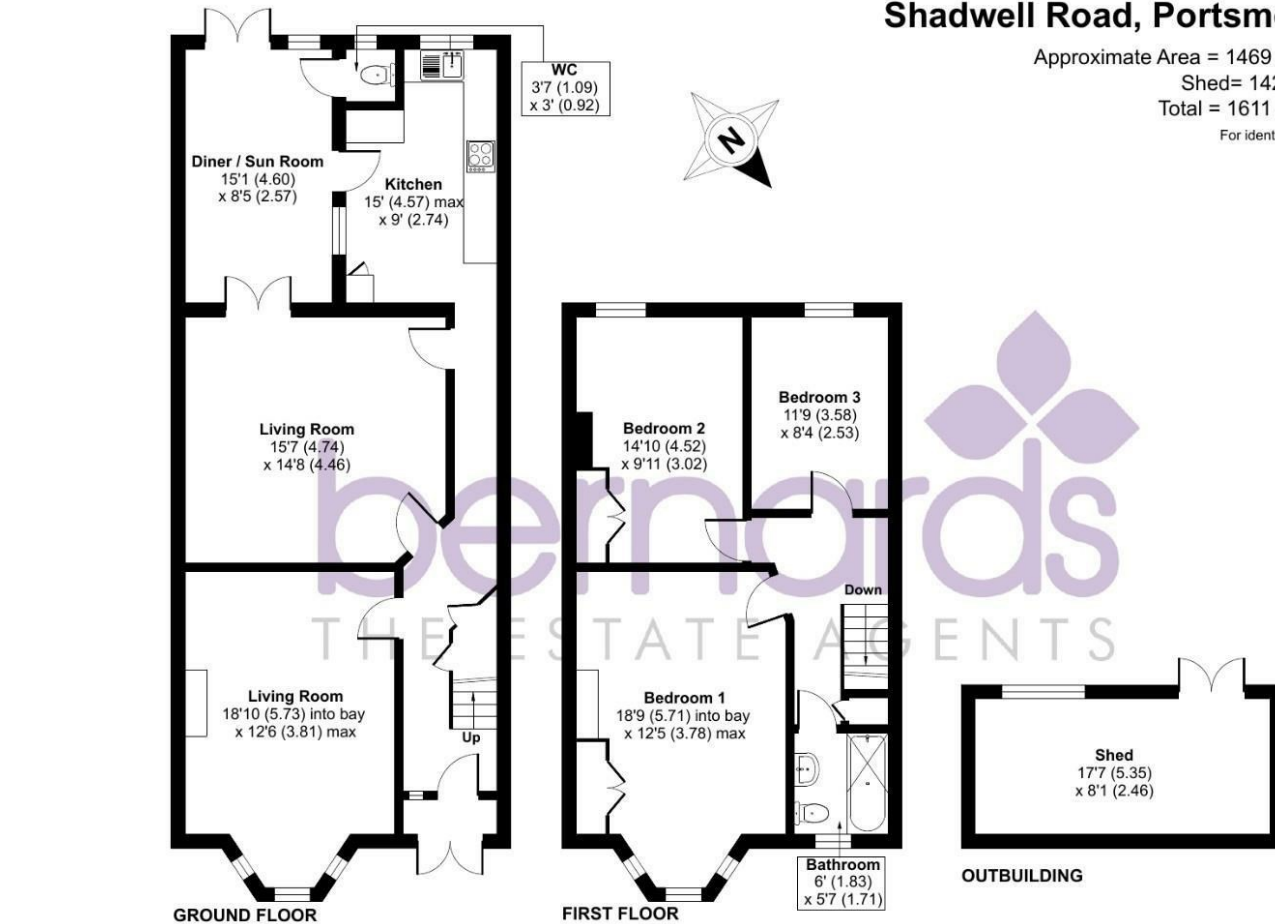 Shadwell Road, Portsm
Approximate Area = 1469
Shed= 142
Total = 1611
For ident
WC
3'7 (1.09)
x 3' (0.92)
N
Diner / Sun Room
15'1 (4.60)
x 8'5 (2.57)
Kitchen
15' (4.57) max
x 9' (2.74)
Living Room
15'7 (4.74)
x 14'8 (4.46)
Bedroom 2
14'10 (4.52)
x 9'11 (3.02)
Bedroom 3
11'9 (3.58)
x 8'4 (2.53)
bernards
THE ESTATE AGENTS
Down
Living Room
18'10 (5.73) into bay
x 12'6 (3.81) max
Up
Bedroom 1
18'9 (5.71) into bay
x 12'5 (3.78) max
Shed
17'7 (5.35)
x 8'1 (2.46)
Bathroom
6' (1.83)
x 5'7 (1.71)
OUTBUILDING
GROUND FLOOR
FIRST FLOOR